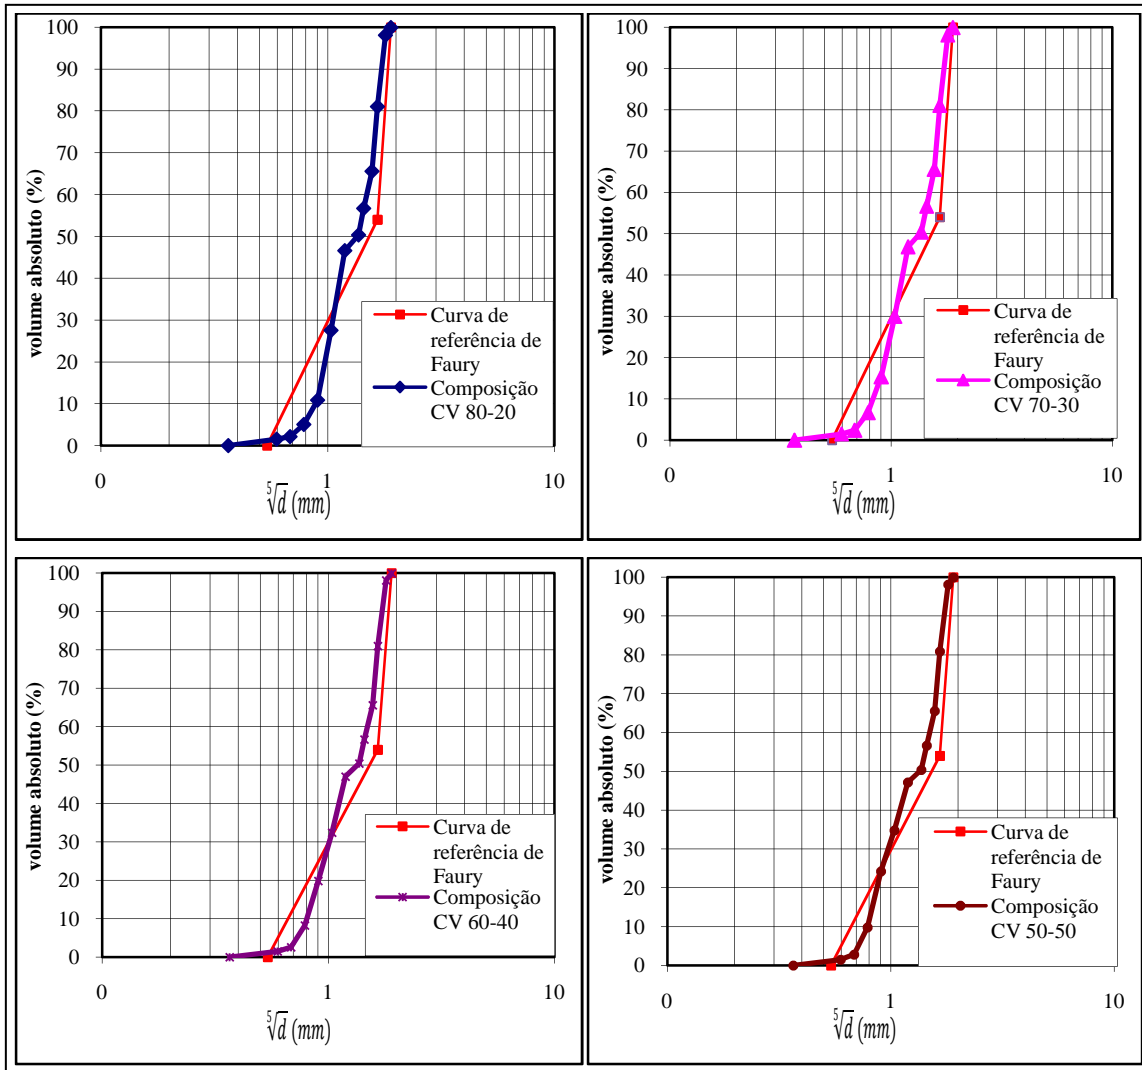 100
90
80
70
60
50
40
30
20
10
0
volume absoluto (%)
0 1 10
⁵√d (mm)
Curva de
referência de
Faury
Composição
CV 80-20
100
90
80
70
60
50
40
30
20
10
0
volume absoluto (%)
0 1 10
⁵√d (mm)
Curva de
referência de
Faury
Composição
CV 70-30
100
90
80
70
60
50
40
30
20
10
0
volume absoluto (%)
0 1 10
⁵√d (mm)
Curva de
referência de
Faury
Composição
CV 60-40
100
90
80
70
60
50
40
30
20
10
0
volume absoluto (%)
0 1 10
⁵√d (mm)
Curva de
referência de
Faury
Composição
CV 50-50